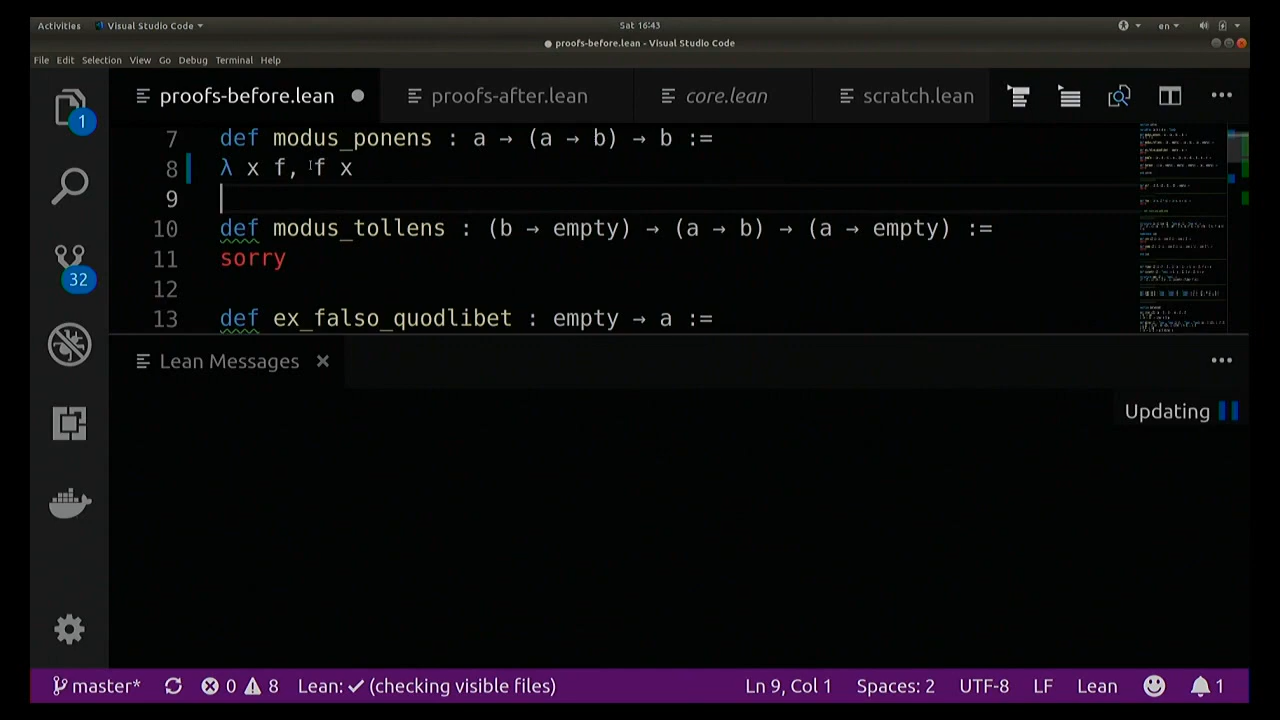 Activities Visual Studio Code Sat 16:43 en
proofs-before.lean - Visual Studio Code
File Edit Selection View Go Debug Terminal Help
proofs-before.lean proofs-after.lean core.lean scratch.lean
1
32
7 def modus_ponens : a → (a → b) → b :=
8 λ x f, f x
9
10 def modus_tollens : (b → empty) → (a → b) → (a → empty) :=
11 sorry
12
13 def ex_falso_quodlibet : empty → a :=
Lean Messages
Updating
master* 0 8 Lean: ✓ (checking visible files) Ln 9, Col 1 Spaces: 2 UTF-8 LF Lean 1